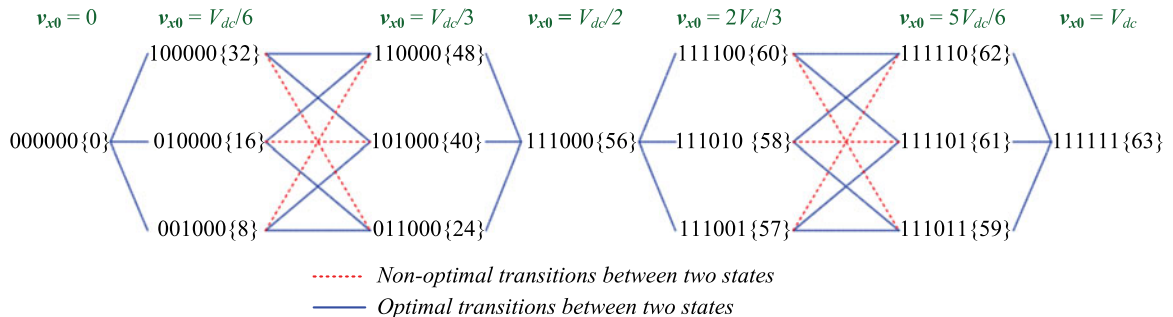 vx0 = 0 vx0 = Vdc/6 vx0 = Vdc/3 vx0 = Vdc/2 vx0 = 2Vdc/3 vx0 = 5Vdc/6 vx0 = Vdc
100000{32} 110000{48} 111100{60} 111110{62}
000000{0} 010000{16} 101000{40} 111000{56} 111010 {58} 111101{61} 111111{63}
001000{8} 011000{24} 111001{57} 111011{59}
Non-optimal transitions between two states
Optimal transitions between two states